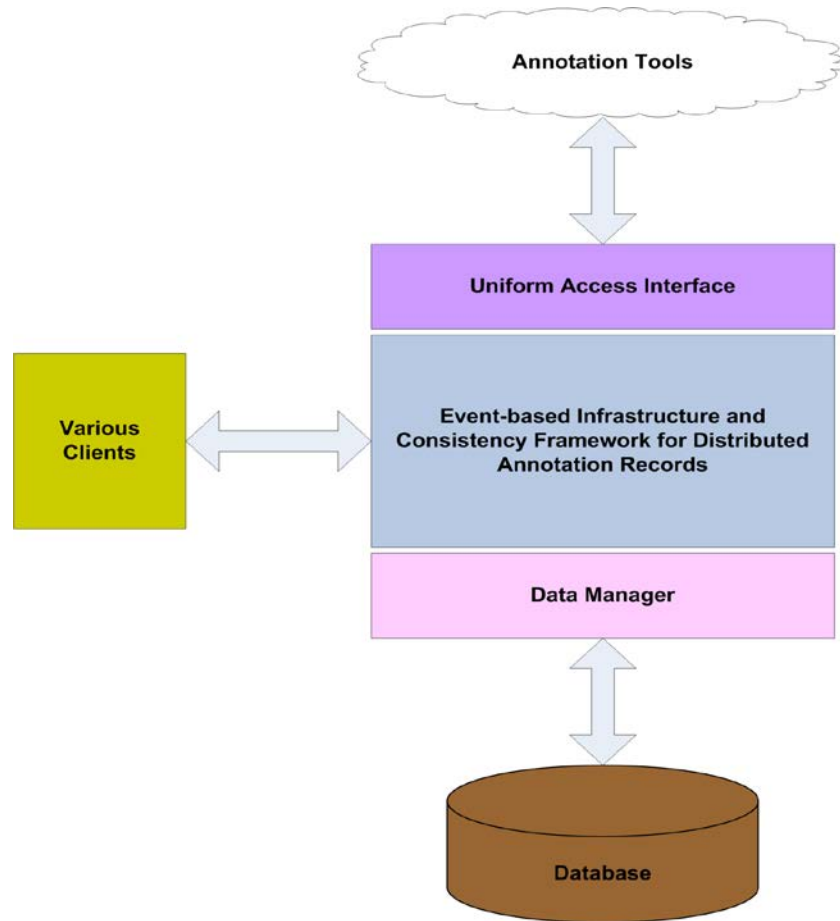 Annotation Tools
Uniform Access Interface
Various
Clients
Event-based Infrastructure and
Consistency Framework for Distributed
Annotation Records
Data Manager
Database